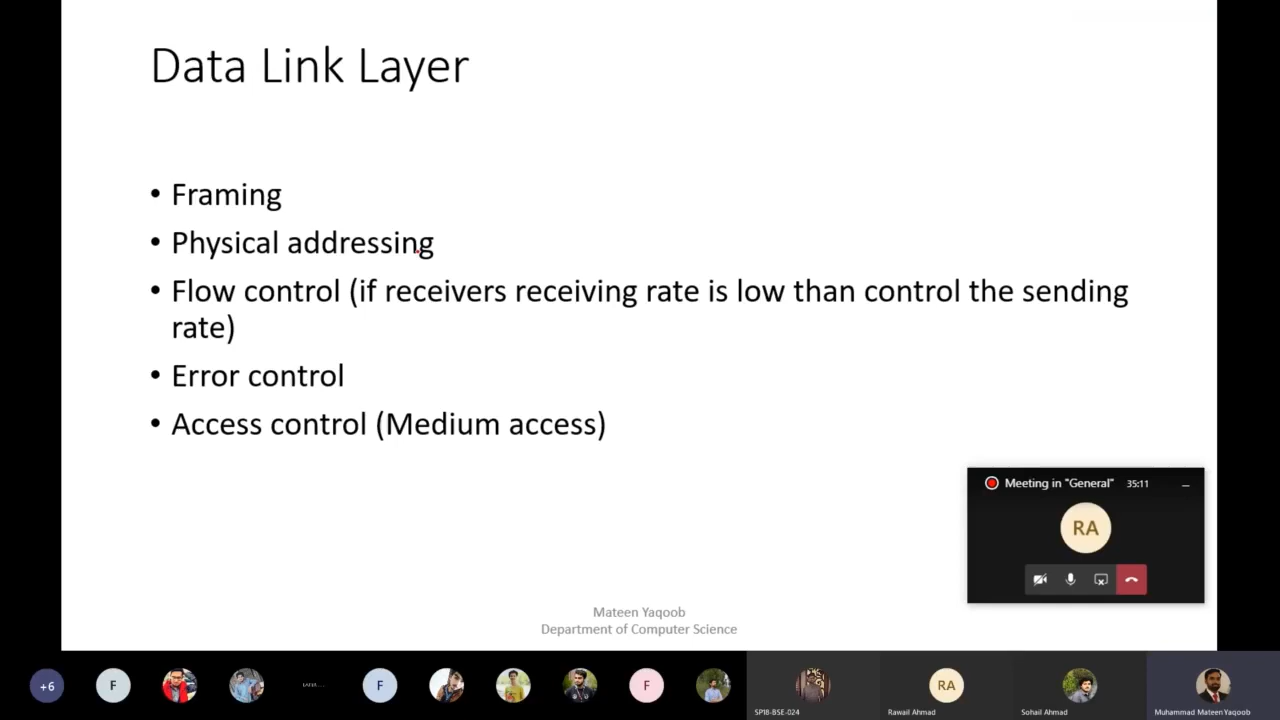 Data Link Layer
• Framing
• Physical addressing
• Flow control (if receivers receiving rate is low than control the sending
rate)
• Error control
• Access control (Medium access)
Meeting in "General" 35:11
RA
Mateen Yaqoob
Department of Computer Science
+6
F
F
F
RA
SP18-BSE-024
Rawail Ahmad
Sohail Ahmad
Muhammad Mateen Yaqoob